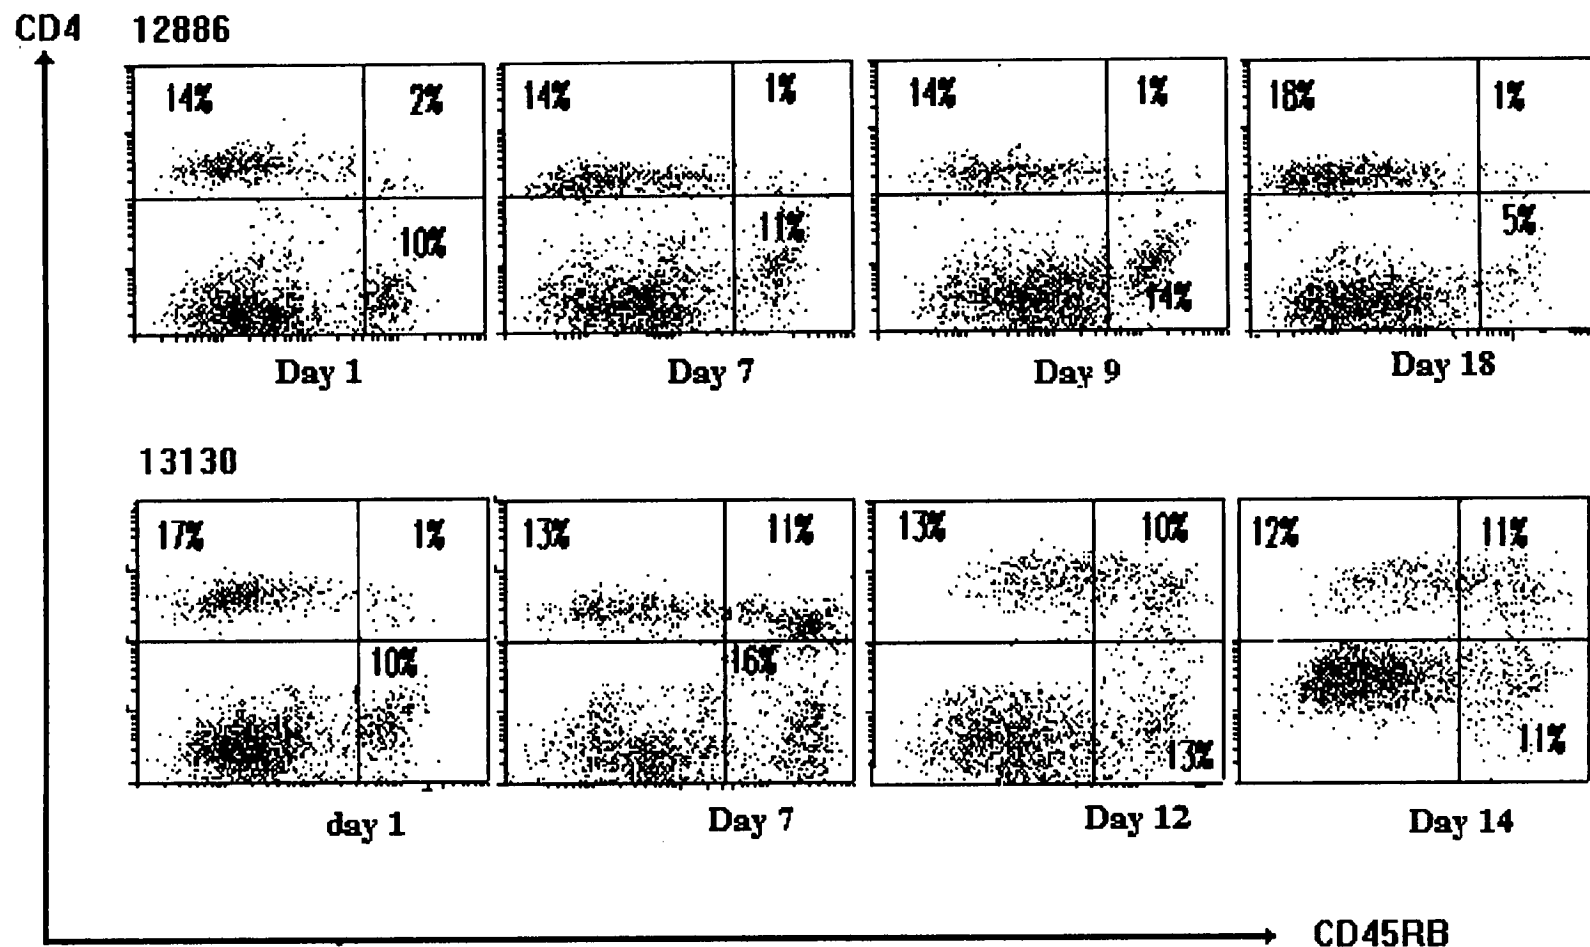 CD4 12886
14% 2% 14% 1% 14% 1% 18% 1%
10% 11% 14% 5%
Day 1 Day 7 Day 9 Day 18
13130
17% 1% 13% 11% 13% 10% 12% 11%
10% 16% 13% 11%
day 1 Day 7 Day 12 Day 14
CD45RB